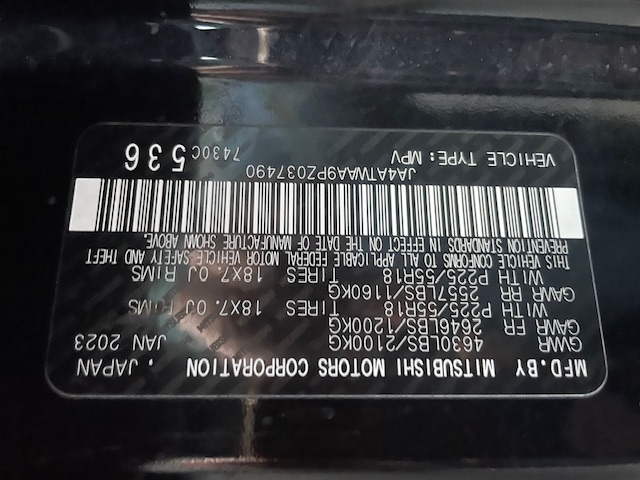 MFD.BY MITSUBISHI MOTORS CORPORATION , JAPAN
GVWR 4630LBS/2100KG JAN 2023
GAWR FR 2646LBS/1200KG
WITH P225/55R18 TIRES 18X7.0J RIMS
GAWR RR 2557LBS/1160KG
WITH P225/55R18 TIRES 18X7.0J RIMS
THIS VEHICLE CONFORMS TO ALL APPLICABLE FEDERAL MOTOR VEHICLE SAFETY AND THEFT
PREVENTION STANDARDS IN EFFECT ON THE DATE OF MANUFACTURE SHOWN ABOVE.
JA4ATWAA9PZ037490
VEHICLE TYPE: MPV 7430C 536